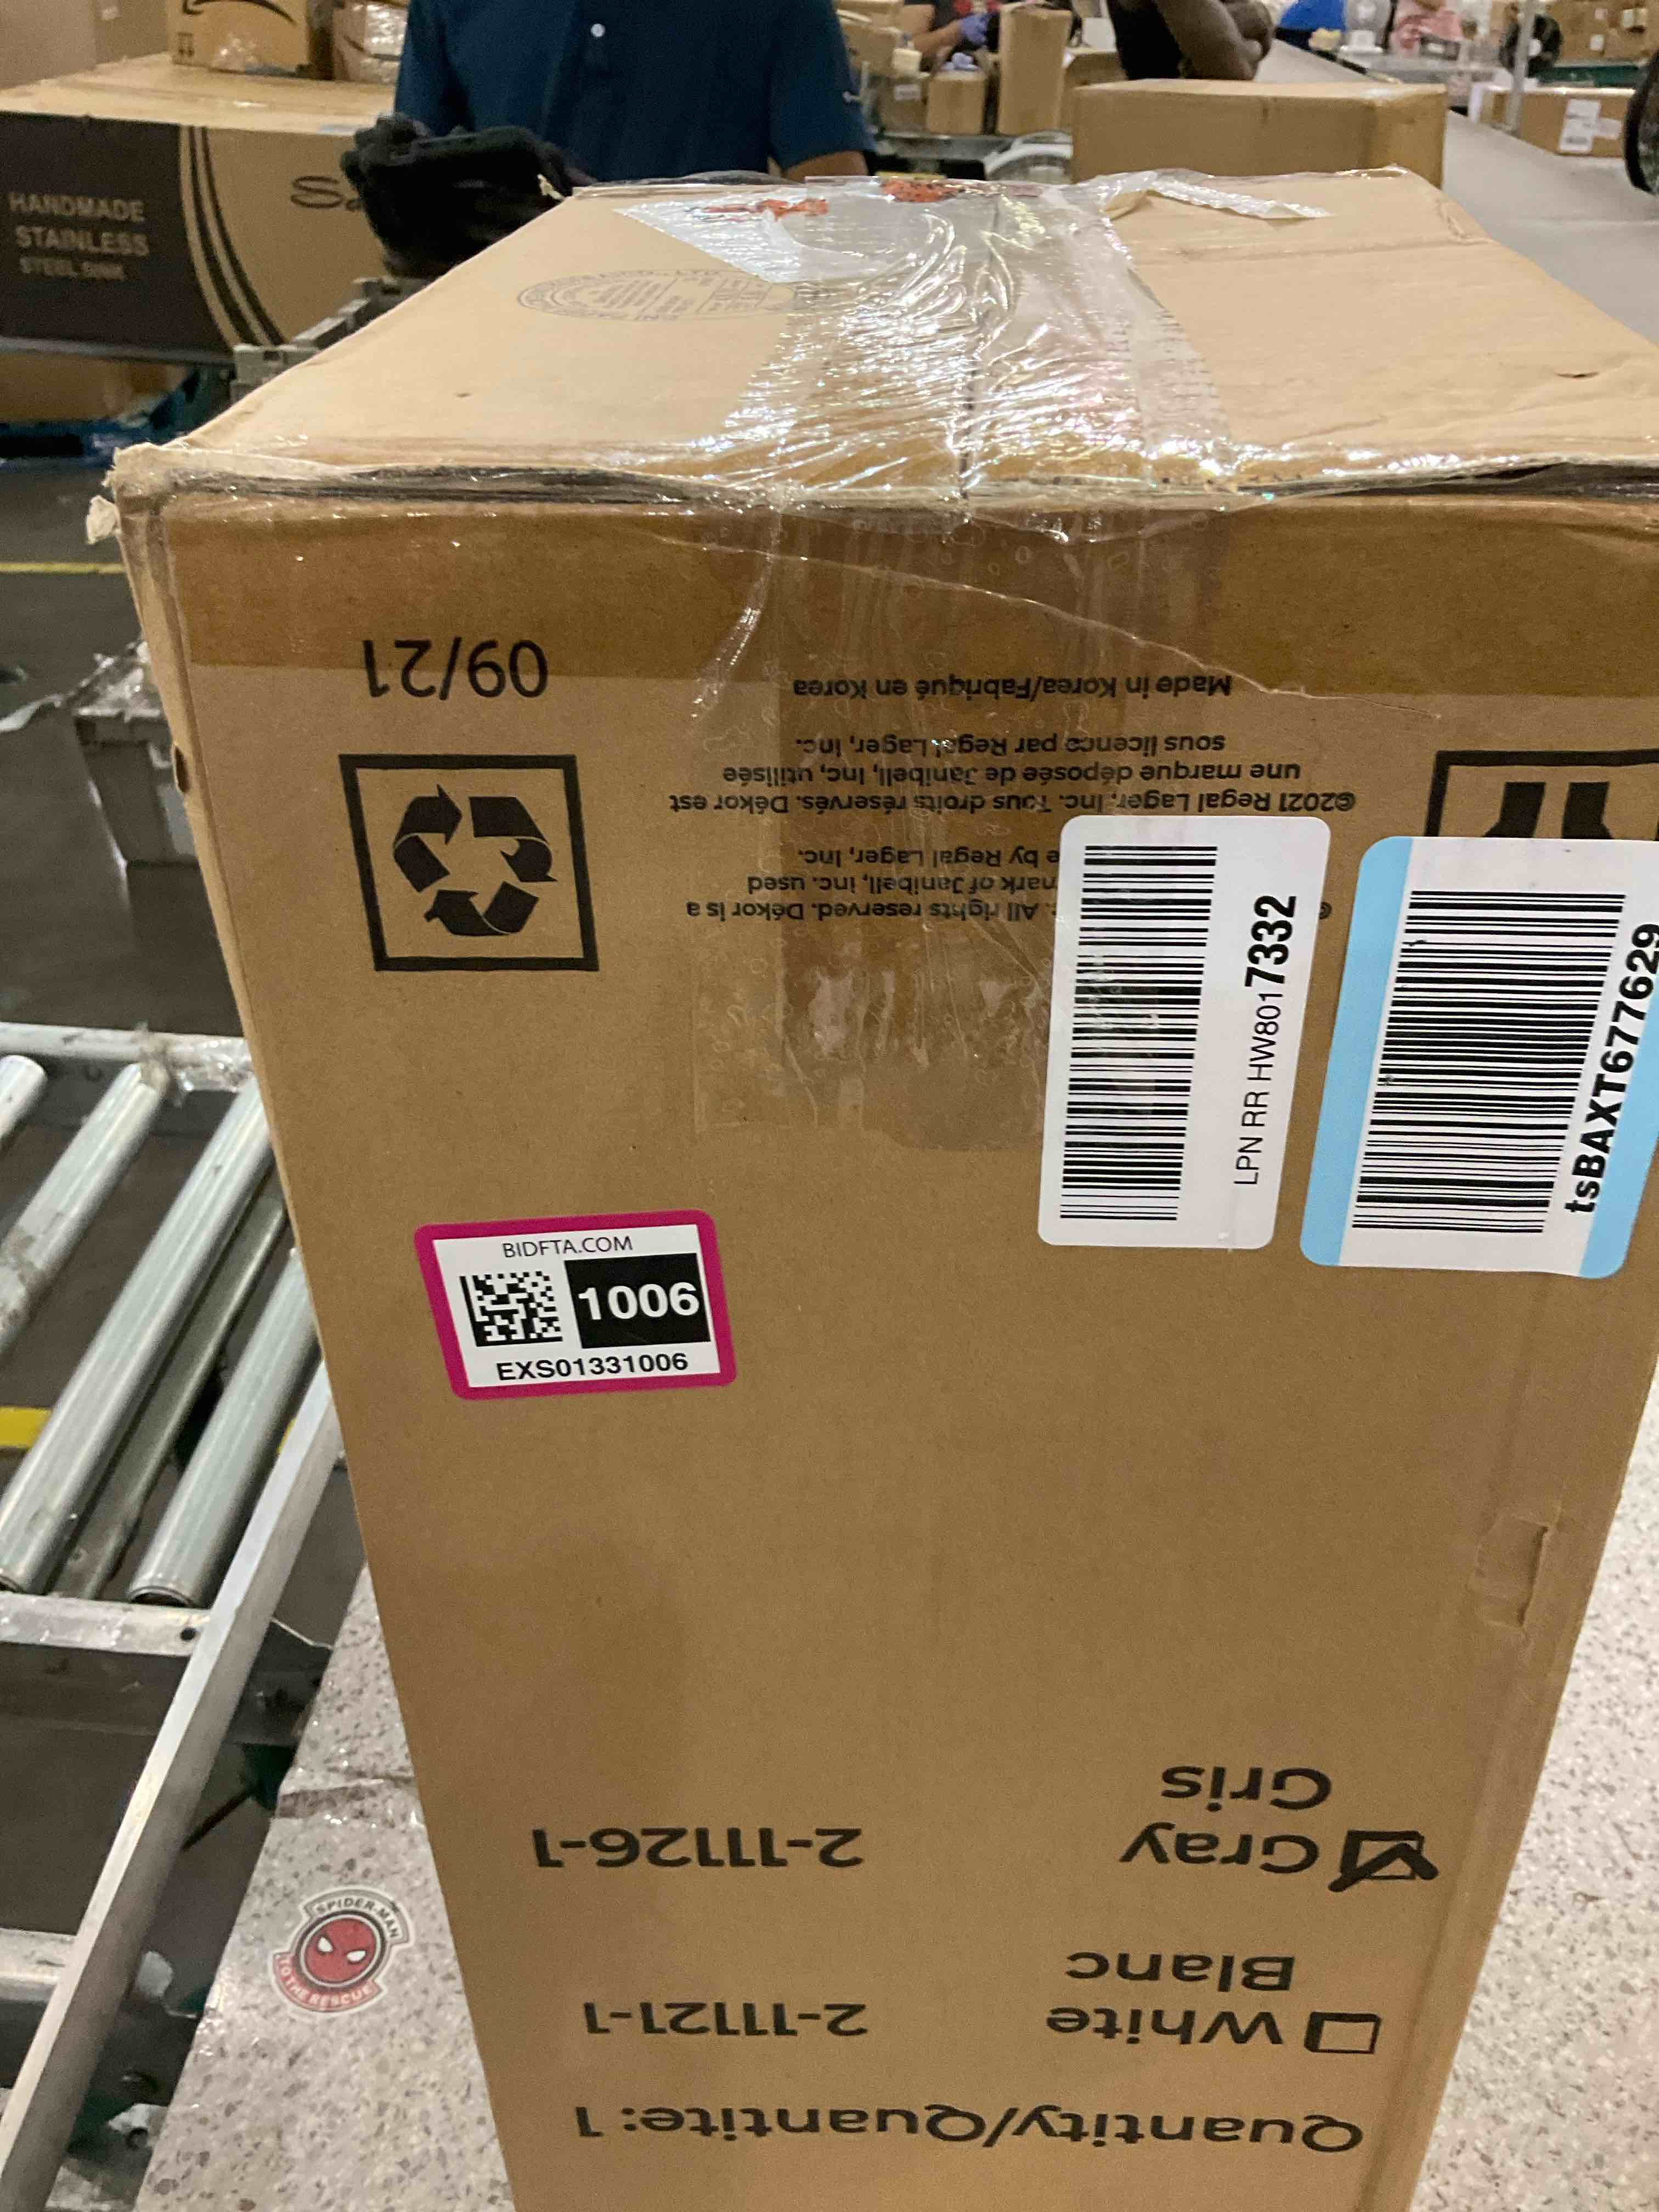 HANDMADE
STAINLESS
STEEL SINK
09/21
Made in Korea/Fabriqué en Korea
sous licence par Regal Lager, Inc.
une marque déposée de Janibell, Inc, utilisée
©2021 Regal Lager, Inc. Tous droits réservés. Dékor est
e by Regal Lager, Inc.
mark of Janibell, inc. used
©
. All rights reserved. Dékor is a
LPN RR HW8017332
tsBAXT677629
BIDFTA.COM
1006
EXS01331006
Gris
Gray 2-11126-1
Blanc
White 2-11121-1
Quantity/Quantite: 1
SPIDER-MAN
TO THE RESCUE